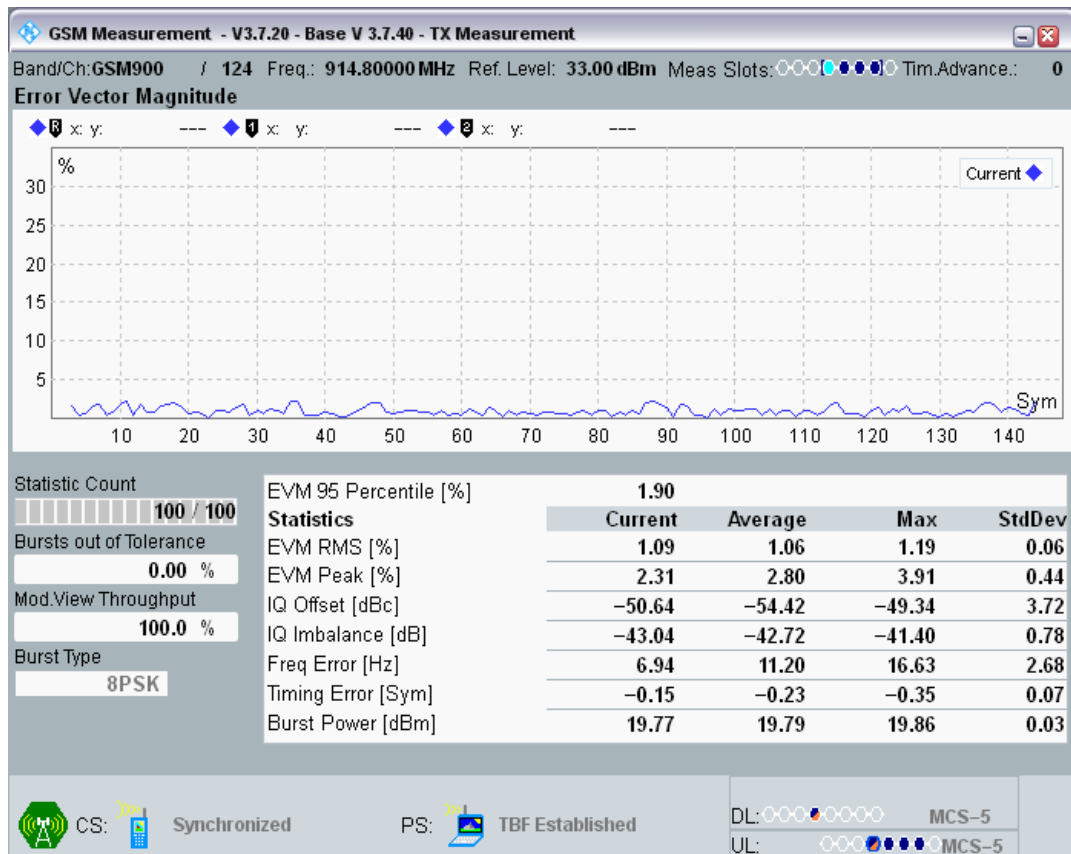 GSM Measurement - V3.7.20 - Base V 3.7.40 - TX Measurement
Band/Ch:GSM900 / 124 Freq.: 914.80000 MHz Ref. Level: 33.00 dBm Meas Slots: Tim.Advance.: 0
Error Vector Magnitude
R x: y: --- 1 x: y: --- 2 x: y: ---
%
Current
30
25
20
15
10
5
Sym
10 20 30 40 50 60 70 80 90 100 110 120 130 140
Statistic Count
100 / 100
Bursts out of Tolerance
0.00 %
Mod.View Throughput
100.0 %
Burst Type
8PSK
EVM 95 Percentile [%] 1.90
Statistics Current Average Max StdDev
EVM RMS [%] 1.09 1.06 1.19 0.06
EVM Peak [%] 2.31 2.80 3.91 0.44
IQ Offset [dBc] −50.64 −54.42 −49.34 3.72
IQ Imbalance [dB] −43.04 −42.72 −41.40 0.78
Freq Error [Hz] 6.94 11.20 16.63 2.68
Timing Error [Sym] −0.15 −0.23 −0.35 0.07
Burst Power [dBm] 19.77 19.79 19.86 0.03
CS: Synchronized PS: TBF Established
DL: MCS−5
UL: MCS−5